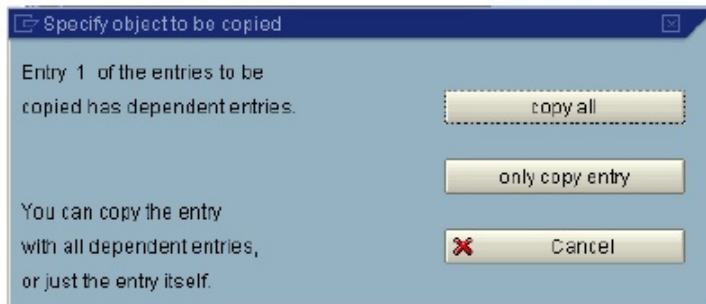 Specify object to be copied
Entry 1 of the entries to be
copied has dependent entries.
copy all
only copy entry
You can copy the entry
with all dependent entries,
or just the entry itself.
Cancel